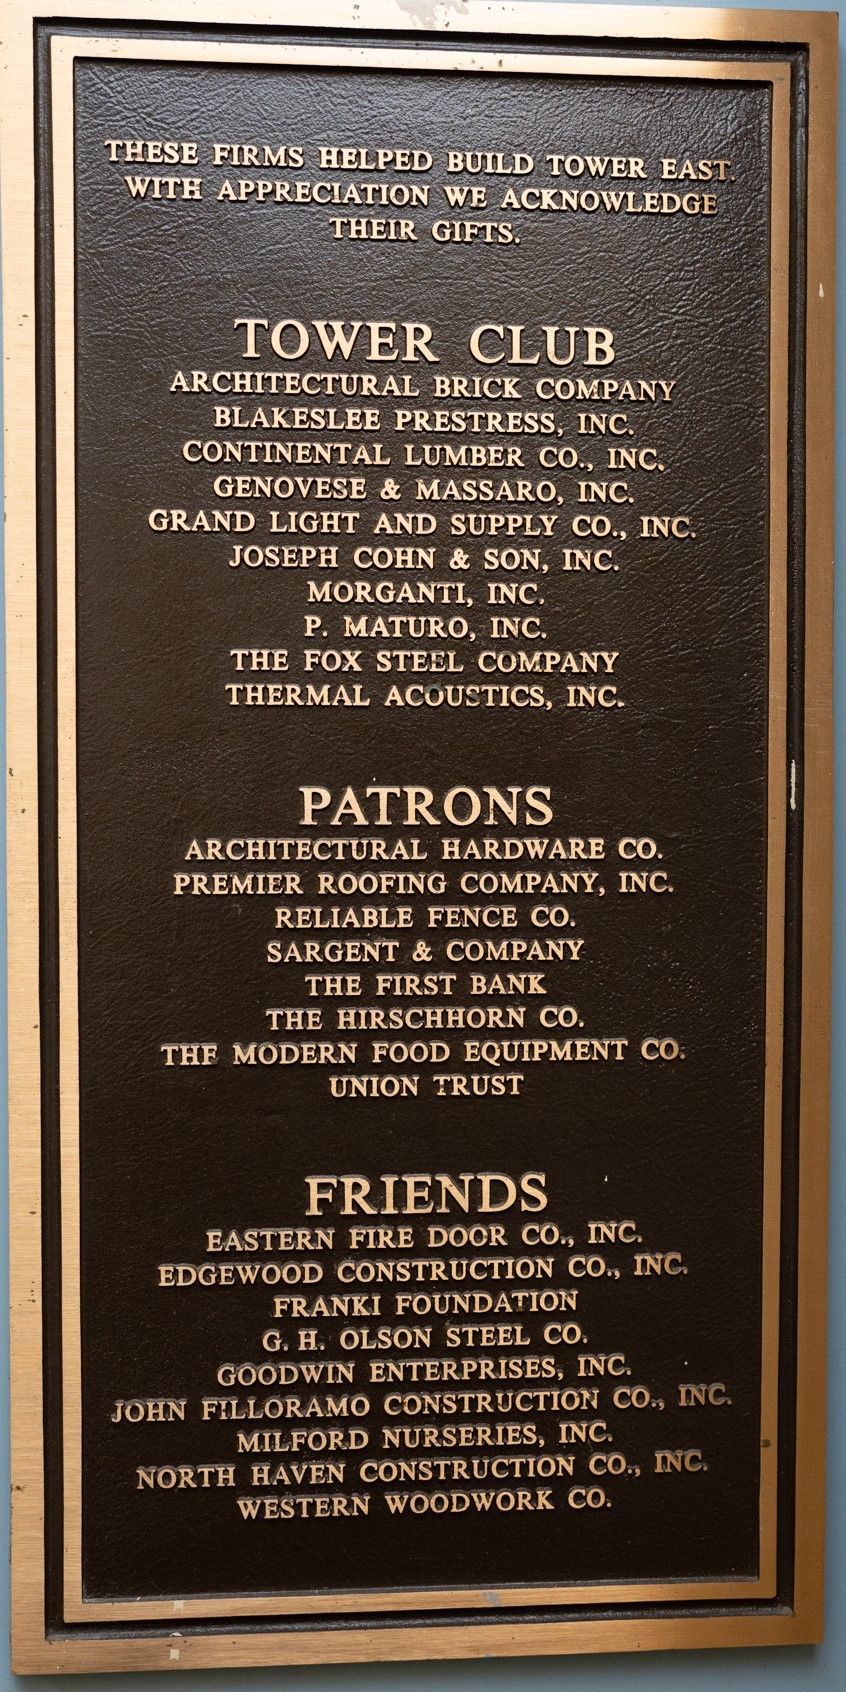 THESE FIRMS HELPED BUILD TOWER EAST.
WITH APPRECIATION WE ACKNOWLEDGE
THEIR GIFTS.
TOWER CLUB
ARCHITECTURAL BRICK COMPANY
BLAKESLEE PRESTRESS, INC.
CONTINENTAL LUMBER CO., INC.
GENOVESE & MASSARO, INC.
GRAND LIGHT AND SUPPLY CO., INC.
JOSEPH COHN & SON, INC.
MORGANTI, INC.
P. MATURO, INC.
THE FOX STEEL COMPANY
THERMAL ACOUSTICS, INC.
PATRONS
ARCHITECTURAL HARDWARE CO.
PREMIER ROOFING COMPANY, INC.
RELIABLE FENCE CO.
SARGENT & COMPANY
THE FIRST BANK
THE HIRSCHHORN CO.
THE MODERN FOOD EQUIPMENT CO.
UNION TRUST
FRIENDS
EASTERN FIRE DOOR CO., INC.
EDGEWOOD CONSTRUCTION CO., INC.
FRANKI FOUNDATION
G. H. OLSON STEEL CO.
GOODWIN ENTERPRISES, INC.
JOHN FILLORAMO CONSTRUCTION CO., INC.
MILFORD NURSERIES, INC.
NORTH HAVEN CONSTRUCTION CO., INC.
WESTERN WOODWORK CO.